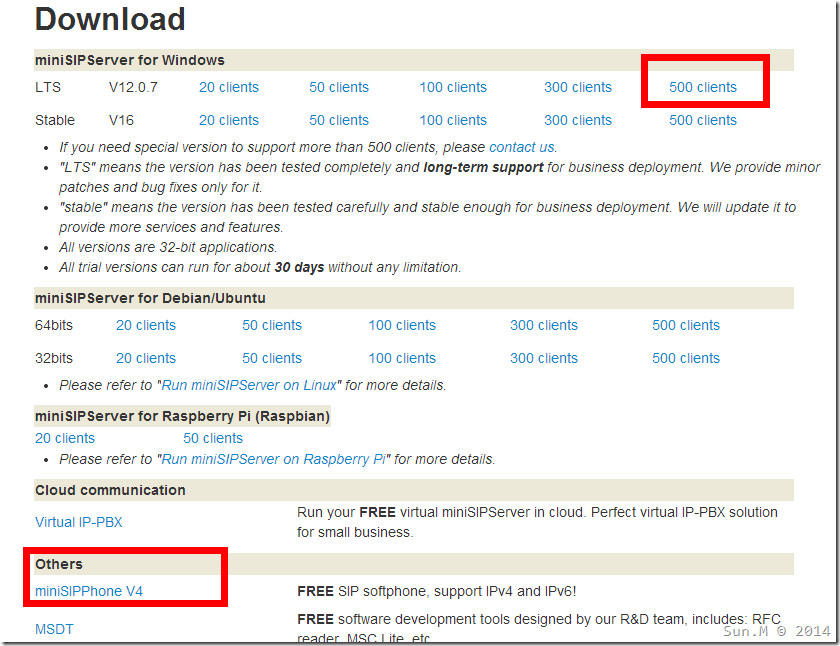 Download
miniSIPServer for Windows
LTS V12.0.7 20 clients 50 clients 100 clients 300 clients 500 clients
Stable V16 20 clients 50 clients 100 clients 300 clients 500 clients
• If you need special version to support more than 500 clients, please contact us.
• "LTS" means the version has been tested completely and long-term support for business deployment. We provide minor
patches and bug fixes only for it.
• "stable" means the version has been tested carefully and stable enough for business deployment. We will update it to
provide more services and features.
• All versions are 32-bit applications.
• All trial versions can run for about 30 days without any limitation.
miniSIPServer for Debian/Ubuntu
64bits 20 clients 50 clients 100 clients 300 clients 500 clients
32bits 20 clients 50 clients 100 clients 300 clients 500 clients
• Please refer to "Run miniSIPServer on Linux" for more details.
miniSIPServer for Raspberry Pi (Raspbian)
20 clients 50 clients
• Please refer to "Run miniSIPServer on Raspberry Pi" for more details.
Cloud communication
Virtual IP-PBX Run your FREE virtual miniSIPServer in cloud. Perfect virtual IP-PBX solution
for small business.
Others
miniSIPPhone V4 FREE SIP softphone, support IPv4 and IPv6!
MSDT FREE software development tools designed by our R&D team, includes: RFC
reader, MSC Lite, etc
Sun.M © 2014